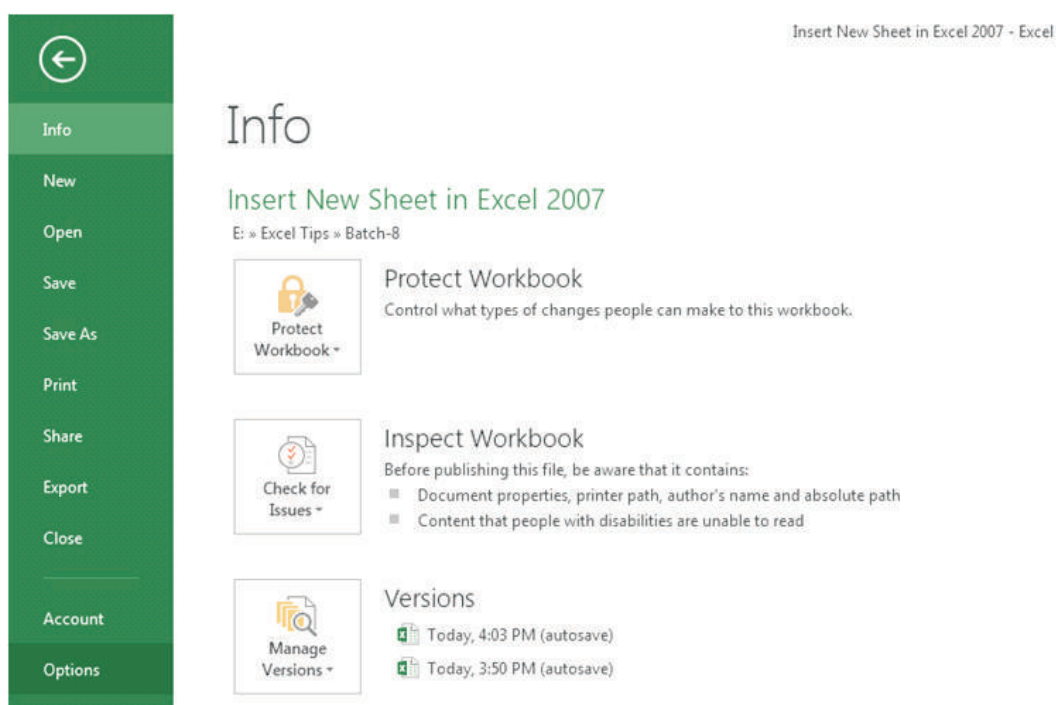 Insert New Sheet in Excel 2007 - Excel
Info
New
Open
Save
Save As
Print
Share
Export
Close
Account
Options
Info
Insert New Sheet in Excel 2007
E: » Excel Tips » Batch-8
Protect
Workbook
Protect Workbook
Control what types of changes people can make to this workbook.
Check for
Issues
Inspect Workbook
Before publishing this file, be aware that it contains:
Document properties, printer path, author's name and absolute path
Content that people with disabilities are unable to read
Manage
Versions
Versions
Today, 4:03 PM (autosave)
Today, 3:50 PM (autosave)